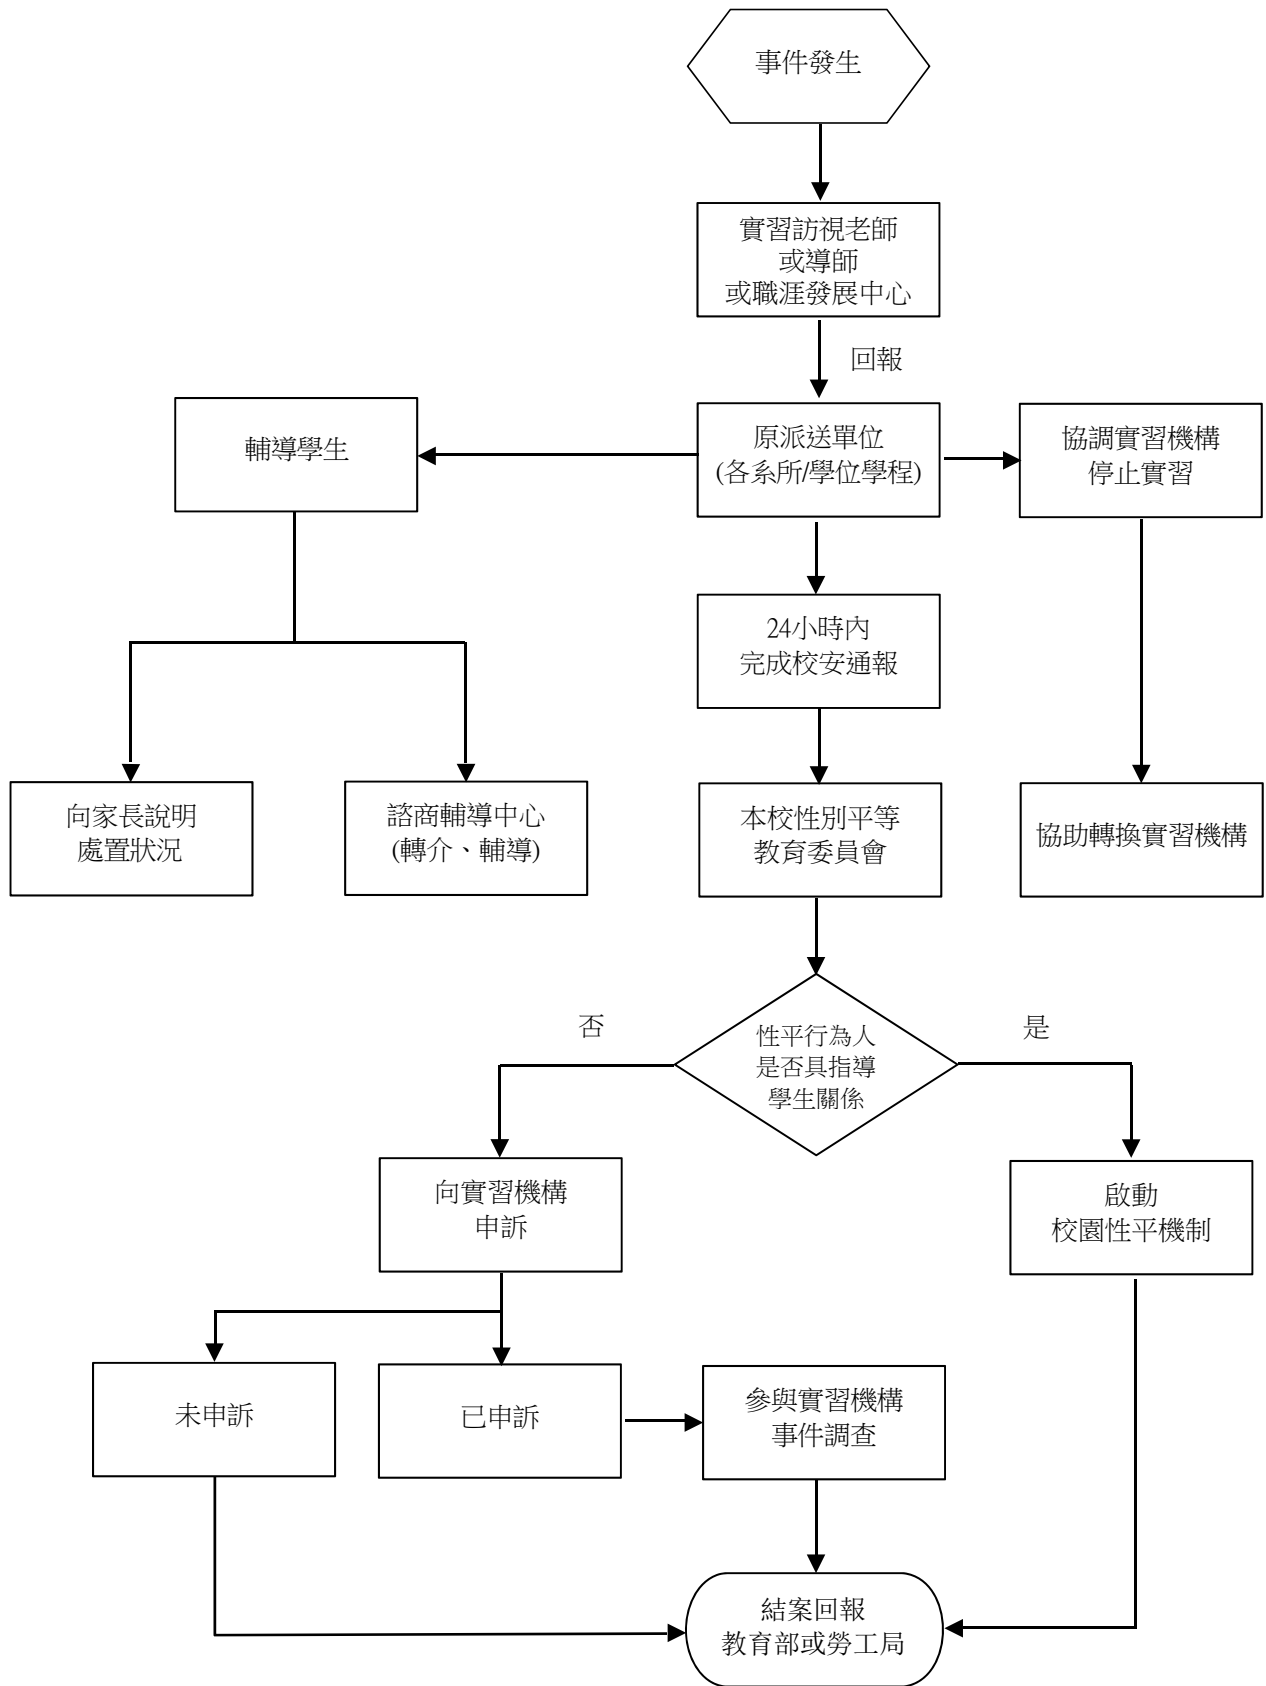 事件發生
實習訪視老師
或導師
或職涯發展中心
回報
輔導學生
原派送單位
(各系所/學位學程)
協調實習機構
停止實習
24小時內
完成校安通報
向家長說明
處置狀況
諮商輔導中心
(轉介、輔導)
本校性別平等
教育委員會
協助轉換實習機構
否
性平行為人
是否具指導
學生關係
是
向實習機構
申訴
啟動
校園性平機制
未申訴
已申訴
參與實習機構
事件調查
結案回報
教育部或勞工局